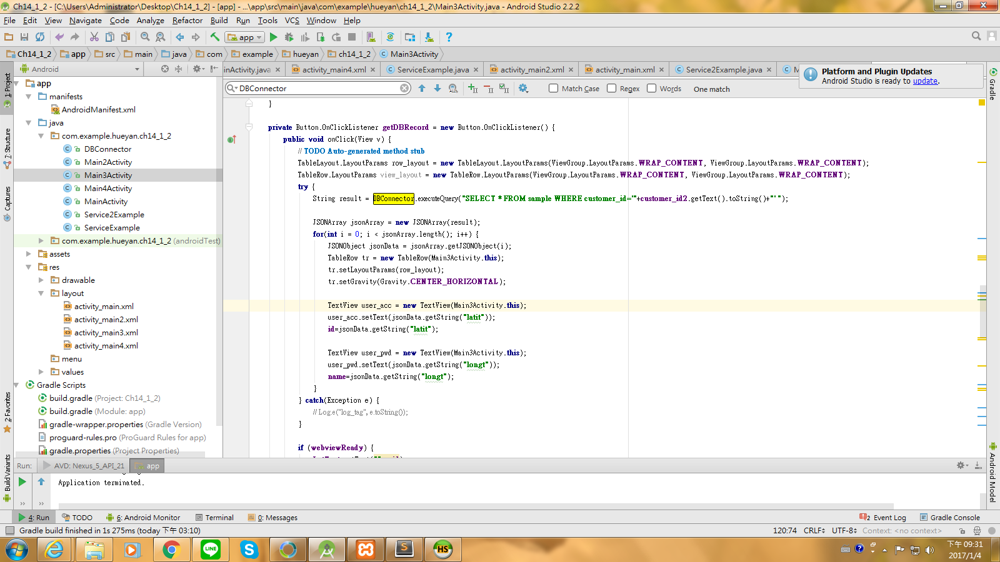 Ch14_1_2 - [C:\Users\Administrator\Desktop\Ch14_1_2] - [app] - ...\app\src\main\java\com\example\hueyan\ch14_1_2\Main3Activity.java - Android Studio 2.2.2
File Edit View Navigate Code Analyze Refactor Build Run Tools VCS Window Help
app
Ch14_1_2 app src main java com example hueyan ch14_1_2 Main3Activity
Android
inActivity.java activity_main4.xml ServiceExample.java activity_main2.xml activity_main.xml Service2Example.java M
Platform and Plugin Updates
Android Studio is ready to update.
DBConnector
Match Case Regex Words One match
1: Project
7: Structure
Captures
2: Favorites
Build Variants
Gradle
Android Model
app
manifests
AndroidManifest.xml
java
com.example.hueyan.ch14_1_2
DBConnector
Main2Activity
Main3Activity
Main4Activity
MainActivity
Service2Example
ServiceExample
com.example.hueyan.ch14_1_2 (androidTest)
assets
res
drawable
layout
activity_main.xml
activity_main2.xml
activity_main3.xml
activity_main4.xml
menu
values
Gradle Scripts
build.gradle (Project: Ch14_1_2)
build.gradle (Module: app)
gradle-wrapper.properties (Gradle Version)
proguard-rules.pro (ProGuard Rules for app)
gradle.properties (Project Properties)
}
private Button.OnClickListener getDBRecord = new Button.OnClickListener() {
public void onClick(View v) {
// TODO Auto-generated method stub
TableLayout.LayoutParams row_layout = new TableLayout.LayoutParams(ViewGroup.LayoutParams.WRAP_CONTENT, ViewGroup.LayoutParams.WRAP_CONTENT);
TableRow.LayoutParams view_layout = new TableRow.LayoutParams(ViewGroup.LayoutParams.WRAP_CONTENT, ViewGroup.LayoutParams.WRAP_CONTENT);
try {
String result = DBConnector.executeQuery("SELECT * FROM sample WHERE customer_id='"+customer_id2.getText().toString()+"' ");
JSONArray jsonArray = new JSONArray(result);
for(int i = 0; i < jsonArray.length(); i++) {
JSONObject jsonData = jsonArray.getJSONObject(i);
TableRow tr = new TableRow(Main3Activity.this);
tr.setLayoutParams(row_layout);
tr.setGravity(Gravity.CENTER_HORIZONTAL);
TextView user_acc = new TextView(Main3Activity.this);
user_acc.setText(jsonData.getString("latit"));
id=jsonData.getString("latit");
TextView user_pwd = new TextView(Main3Activity.this);
user_pwd.setText(jsonData.getString("longt"));
name=jsonData.getString("longt");
}
} catch(Exception e) {
// Log.e("log_tag", e.toString());
}
if (webviewReady) {
Run: AVD: Nexus_5_API_21 app
Application terminated.
4: Run TODO 6: Android Monitor Terminal 0: Messages 2 Event Log Gradle Console
Gradle build finished in 1s 275ms (today 下午 03:10) 120:74 CRLF UTF-8 Context: <no context>
LINE
S
HS
下午 09:31
2017/1/4